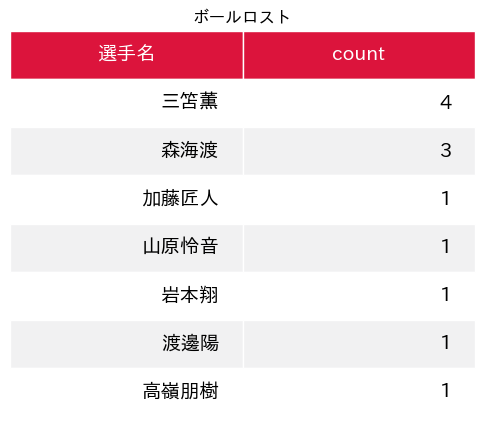 ボールロスト
選手名 count
三笘薫 4
森海渡 3
加藤匠人 1
山原怜音 1
岩本翔 1
渡邊陽 1
高嶺朋樹 1